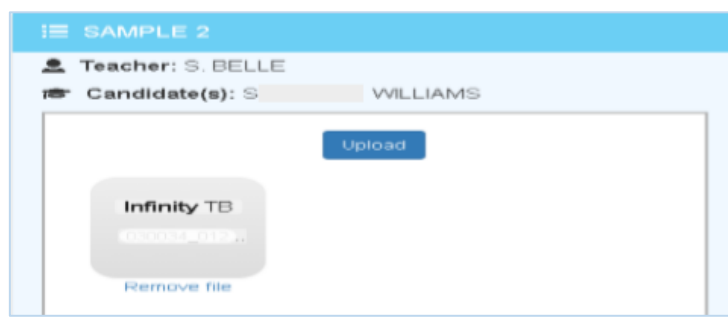 SAMPLE 2
Teacher: S. BELLE
Candidate(s): S WILLIAMS
Upload
Infinity TB
Remove file